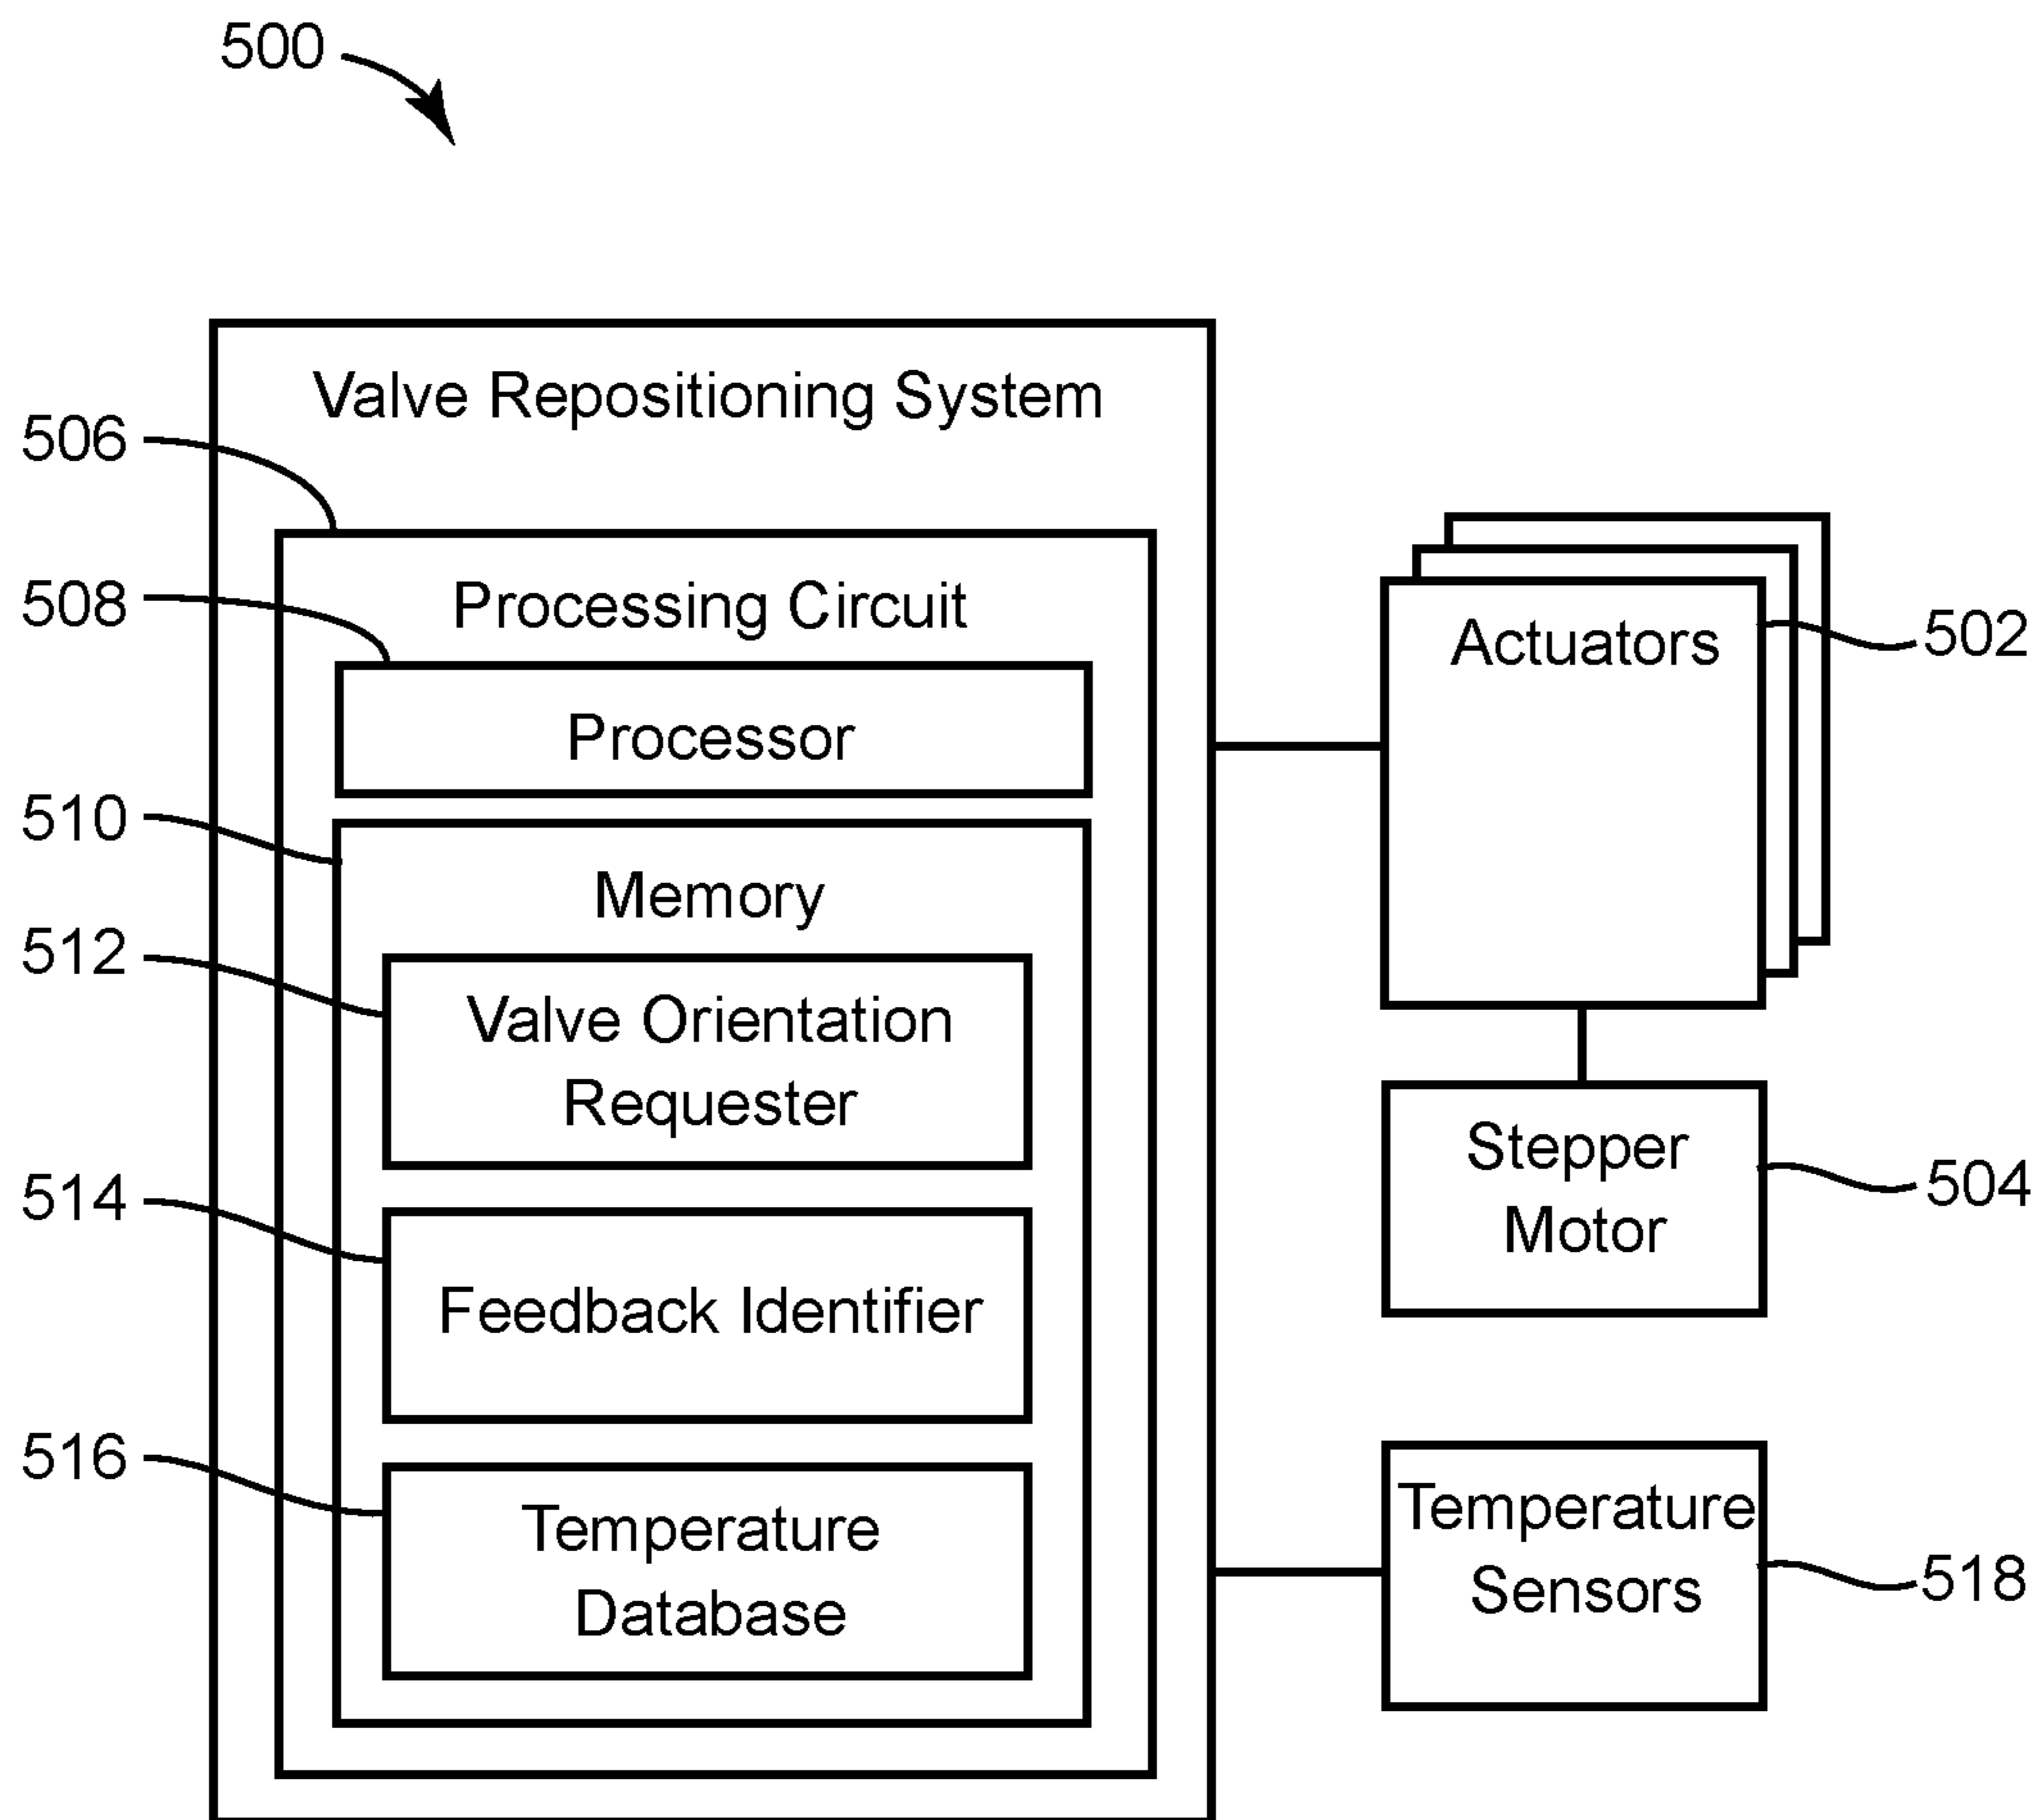 500
Valve Repositioning System
506
Processing Circuit
508
Processor
510
Memory
512
Valve Orientation
Requester
514
Feedback Identifier
516
Temperature
Database
Actuators
502
Stepper
Motor
504
Temperature
Sensors
518